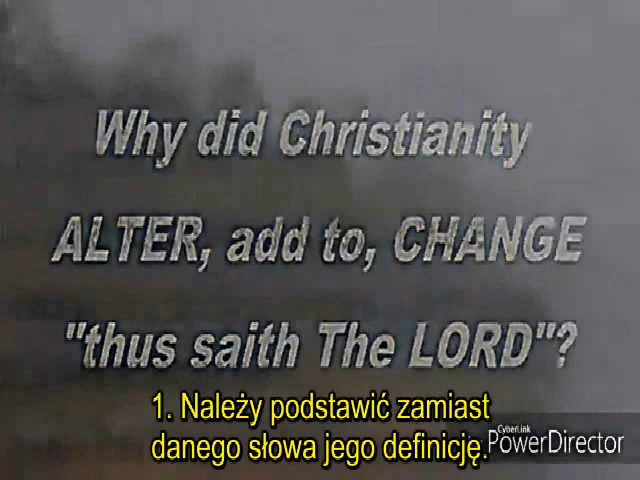 Why did Christianity
ALTER, add to, CHANGE
"thus saith The LORD"?
1. Należy podstawić zamiast
danego słowa jego definicję.
CyberLink
PowerDirector